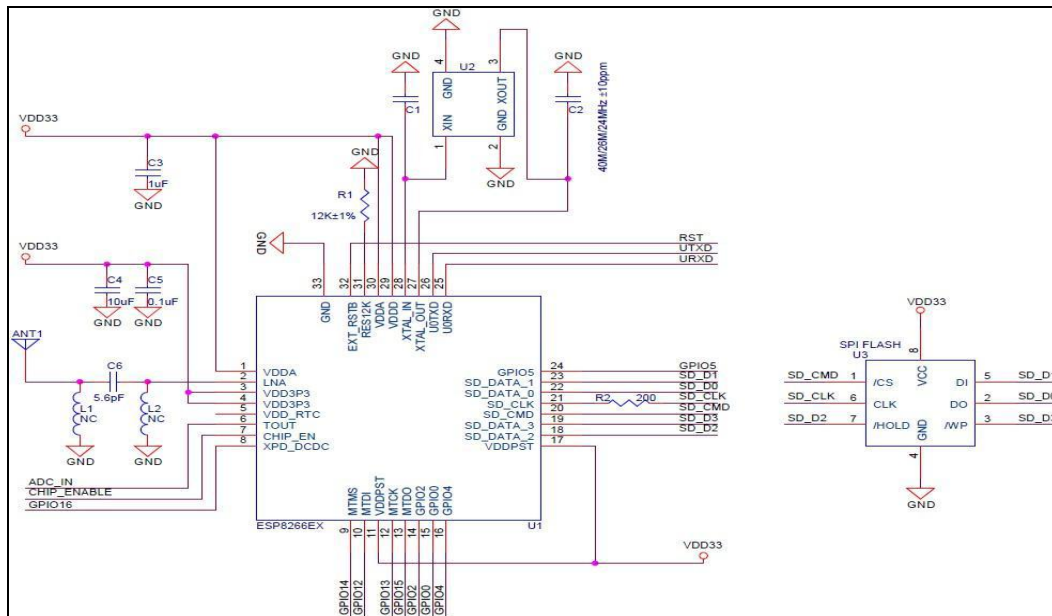 GND
GND
4
3
U2
GND
GND
GND XOUT
XIN
C1
C2
1
2
GND
40M/26M/24MHz ±10ppm
VDD33
C3
1uF
GND
GND
R1
12K±1%
GND
RST
UTXD
URXD
VDD33
C4
10uF
GND
C5
0.1uF
GND
33
32
31
30
29
28
27
26
25
GND
EXT_RSTB
RES12K
VDDA
VDDD
XTAL_IN
XTAL_OUT
U0TXD
U0RXD
ANT1
C6
5.6pF
L1
NC
L2
NC
GND
GND
1 VDDA
2 LNA
3 VDD3P3
4 VDD3P3
5 VDD_RTC
6 TOUT
7 CHIP_EN
8 XPD_DCDC
GPIO5 24 GPIO5
SD_DATA_1 23 SD_D1
SD_DATA_0 22 SD_D0
SD_CLK 21 R2 200 SD_CLK
SD_CMD 20 SD_CMD
SD_DATA_3 19 SD_D3
SD_DATA_2 18 SD_D2
VDDPST 17
ADC_IN
CHIP_ENABLE
GPIO16
MTMS
MTDI
VDDPST
MTCK
MTDO
GPIO2
GPIO0
GPIO4
ESP8266EX
U1
9
10
11
12
13
14
15
16
GPIO14
GPIO12
GPIO13
GPIO15
GPIO2
GPIO0
GPIO4
VDD33
VDD33
SPI FLASH
U3
8
VCC
SD_CMD 1 /CS
SD_CLK 6 CLK
SD_D2 7 /HOLD
DI 5 SD_D1
DO 2 SD_D0
/WP 3 SD_D3
GND
4
GND